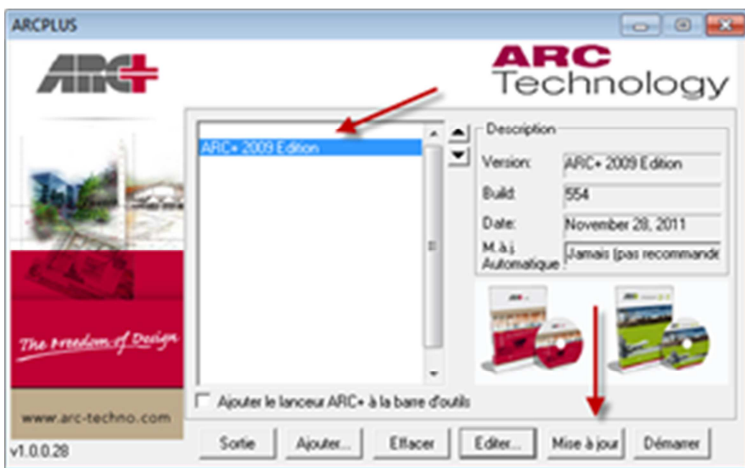 ARCPLUS
ARC+
ARC
Technology
ARC+ 2009 Edition
Description
Version: ARC+ 2009 Edition
Build: 554
Date: November 28, 2011
M.à.j. Automatique : Jamais (pas recommandé
The Freedom of Design
www.arc-techno.com
Ajouter le lanceur ARC+ à la barre d'outils
v1.0.0.28
Sortie Ajouter... Effacer Editer... Mise à jour Démarrer